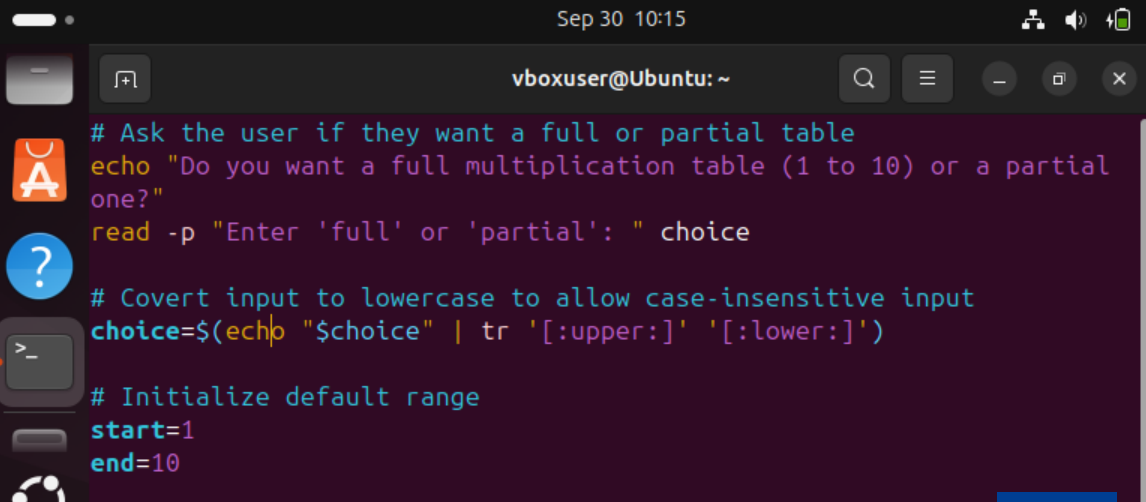 Sep 30 10:15
vboxuser@Ubuntu: ~
# Ask the user if they want a full or partial table
echo "Do you want a full multiplication table (1 to 10) or a partial
one?"
read -p "Enter 'full' or 'partial': " choice
# Covert input to lowercase to allow case-insensitive input
choice=$(echo "$choice" | tr '[:upper:]' '[:lower:]')
# Initialize default range
start=1
end=10